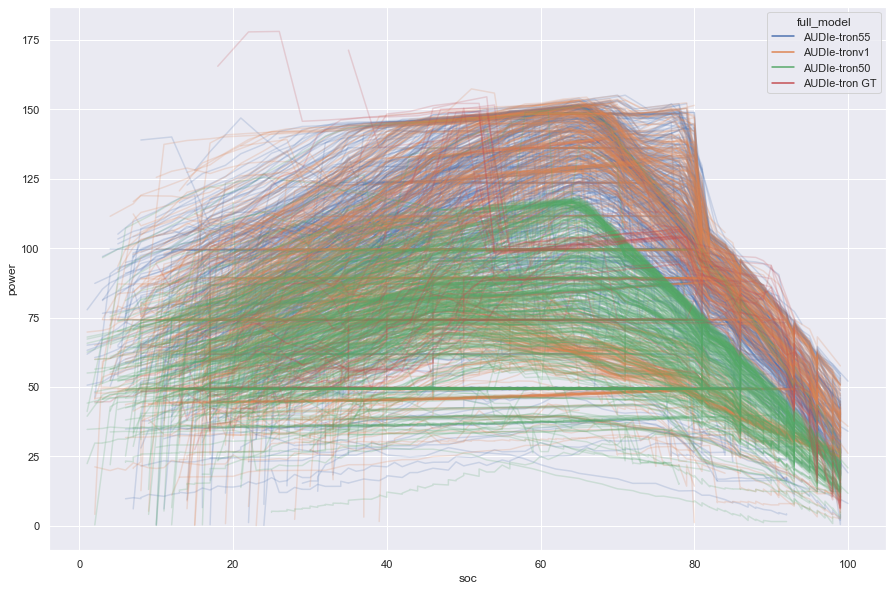 full_model
AUDIe-tron55
AUDIe-tronv1
AUDIe-tron50
AUDIe-tron GT
power
175
150
125
100
75
50
25
0
0 20 40 60 80 100
soc